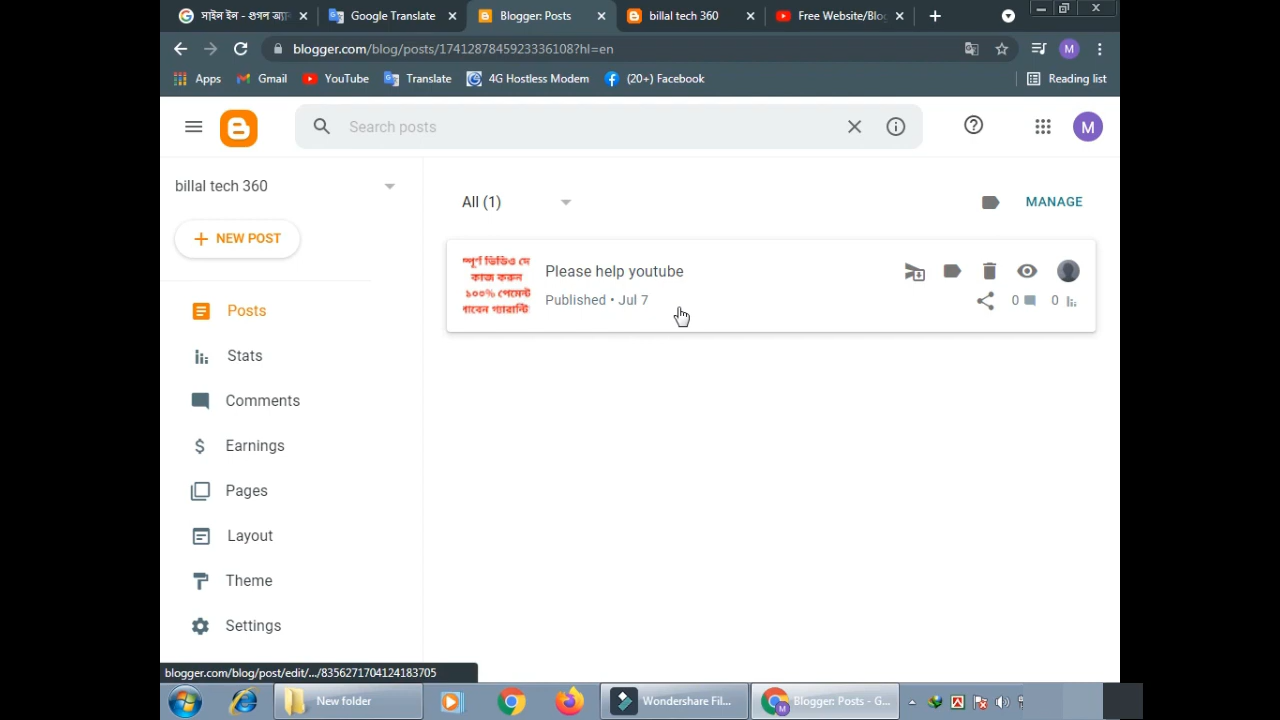 সাইন ইন - গুগল অ্যা
Google Translate
Blogger: Posts
billal tech 360
Free Website/Blo
blogger.com/blog/posts/1741287845923336108?hl=en
M
Apps
Gmail
YouTube
Translate
4G Hostless Modem
(20+) Facebook
Reading list
Search posts
M
billal tech 360
All (1)
MANAGE
NEW POST
ম্পূর্ণ ভিডিও দে
কাজ করুন
১০০% পেমেন্ট
াবেন গ্যারান্টি
Please help youtube
Published • Jul 7
0
0
Posts
Stats
Comments
Earnings
Pages
Layout
Theme
Settings
blogger.com/blog/post/edit/.../8356271704124183705
New folder
Wondershare Fil...
Blogger: Posts - G...